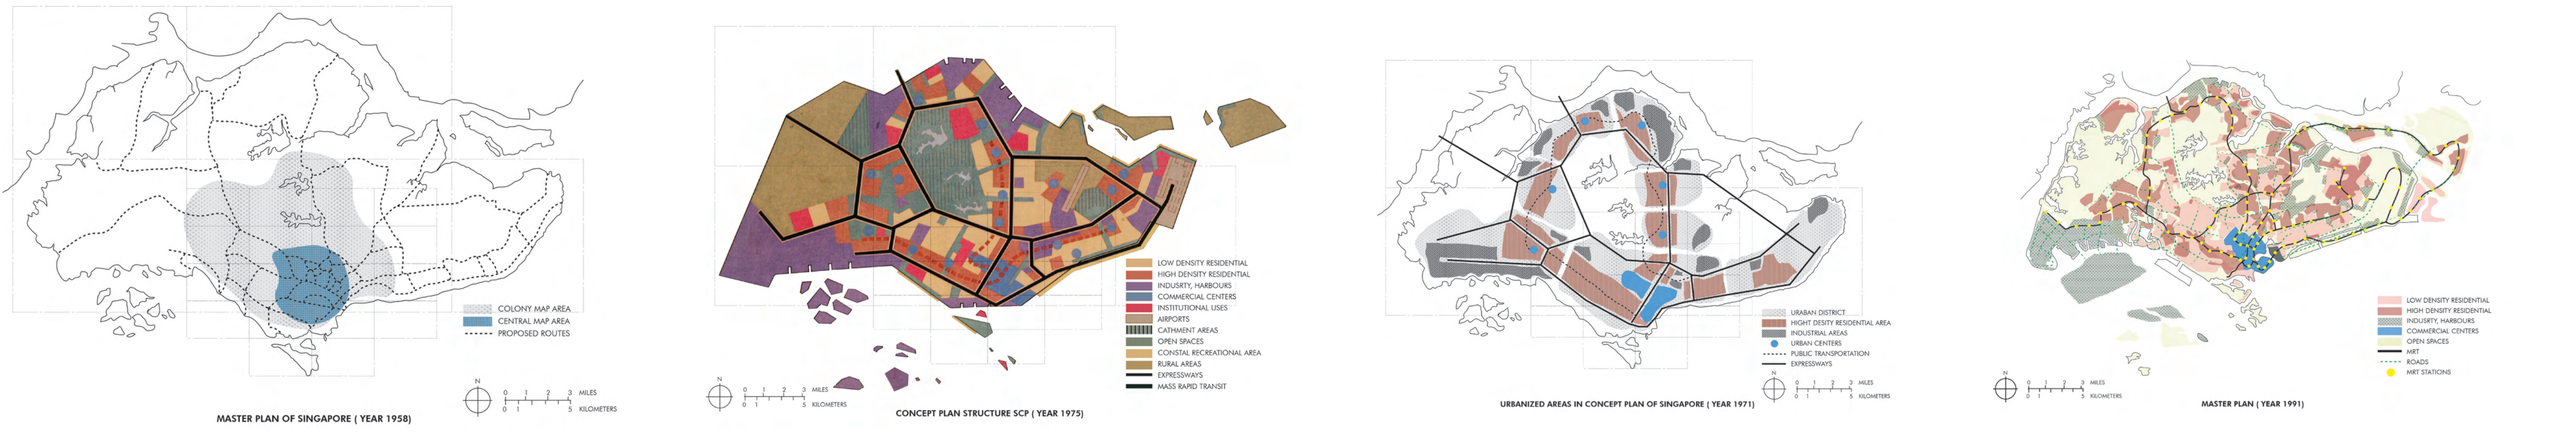 COLONY MAP AREA
CENTRAL MAP AREA
PROPOSED ROUTES
N
0 1 2 3 MILES
0 1 5 KILOMETERS
MASTER PLAN OF SINGAPORE ( YEAR 1958)
LOW DENSITY RESIDENTIAL
HIGH DENSITY RESIDENTIAL
INDUSRTY, HARBOURS
COMMERCIAL CENTERS
INSTITUTIONAL USES
AIRPORTS
CATHMENT AREAS
OPEN SPACES
CONSTAL RECREATIONAL AREA
RURAL AREAS
EXPRESSWAYS
MASS RAPID TRANSIT
N
0 1 2 3 MILES
0 1 5 KILOMETERS
CONCEPT PLAN STRUCTURE SCP ( YEAR 1975)
URABAN DISTRICT
HIGHT DESITY RESIDENTIAL AREA
INDUSTRIAL AREAS
URBAN CENTERS
PUBLIC TRANSPORTATION
EXPRESSWAYS
N
0 1 2 3 MILES
0 1 5 KILOMETERS
URBANIZED AREAS IN CONCEPT PLAN OF SINGAPORE ( YEAR 1971)
LOW DENSITY RESIDENTIAL
HIGH DENSITY RESIDENTIAL
INDUSRTY, HARBOURS
COMMERCIAL CENTERS
OPEN SPACES
MRT
ROADS
MRT STATIONS
N
0 1 2 3 MILES
0 1 5 KILOMETERS
MASTER PLAN ( YEAR 1991)